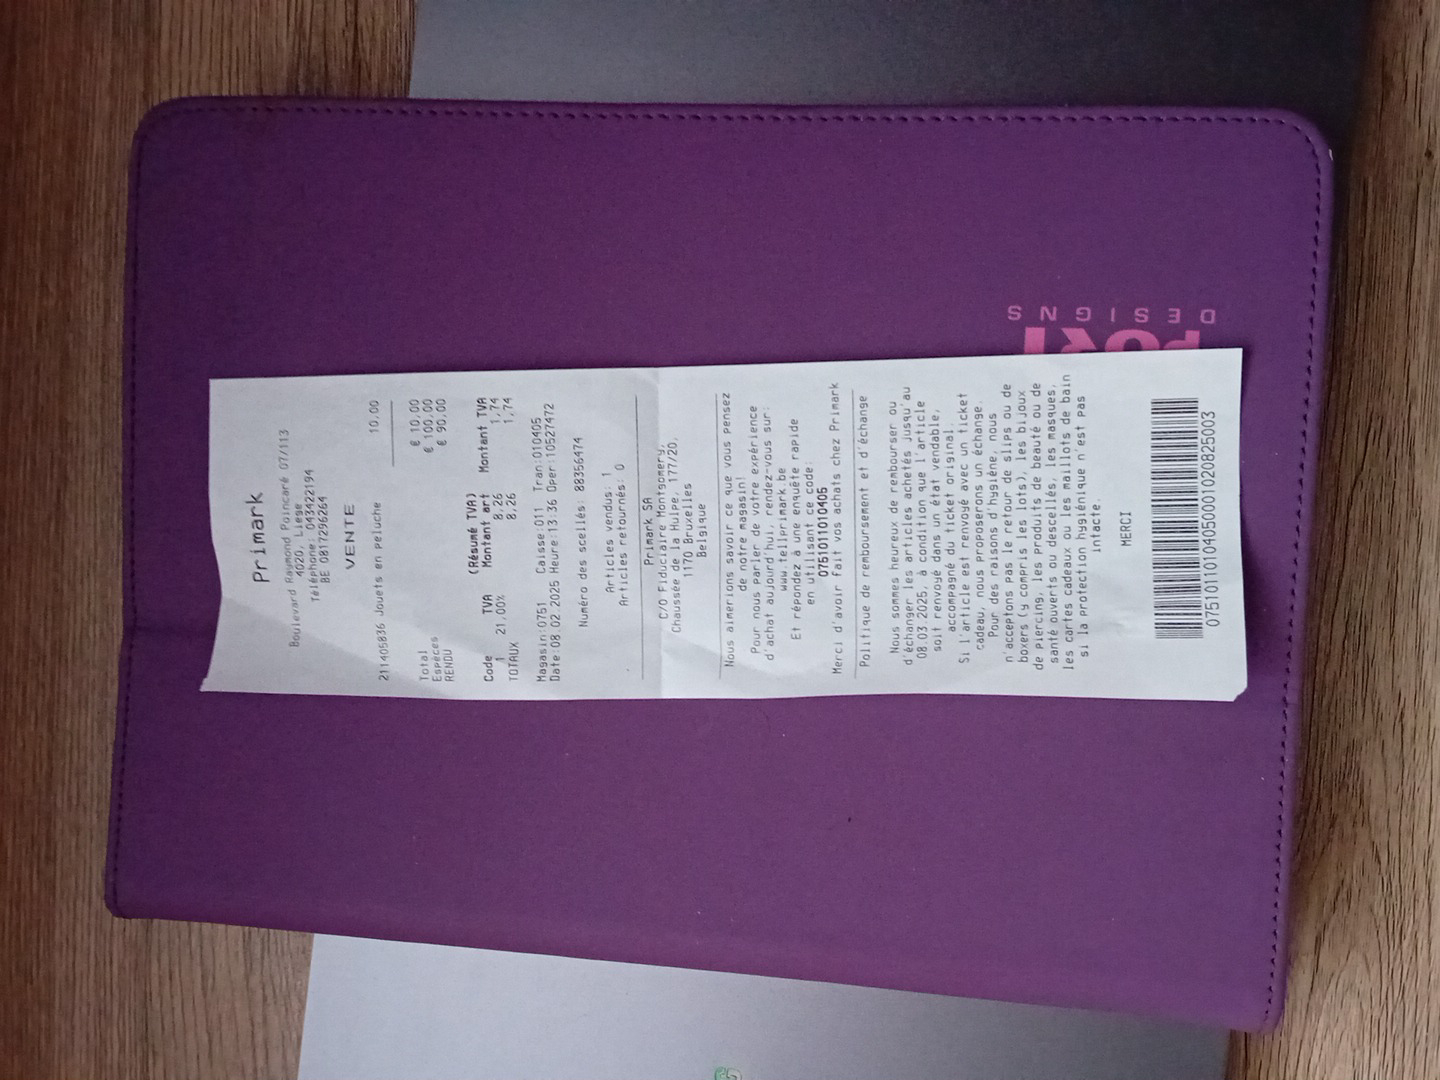 Primark
Boulevard Raymond Poincaré 07/113
4020, Liege
Téléphone: 043422194
BE 0817296264
VENTE
211405836 Jouets en peluche 10,00
Total € 10,00
Espèces € 100,00
RENDU € 90,00
(Résumé TVA)
Code TVA Montant art Montant TVA
1 21,00% 8,26 1,74
TOTAUX 8,26 1,74
Magasin:0751 Caisse:011 Tran:010405
Date:08.02.2025 Heure:13:36 Oper:10527472
Numéro des scellés: 88356474
Articles vendus: 1
Articles retournés: 0
Primark SA
C/O Fiduciaire Montgomery,
Chaussée de la Hulpe, 177/20,
1170 Bruxelles
Belgique
Nous aimerions savoir ce que vous pensez
de notre magasin!
Pour nous parler de votre expérience
d'achat aujourd'hui, rendez-vous sur:
www.tellprimark.be
Et répondez à une enquête rapide
en utilisant ce code:
075101101040​5
Merci d'avoir fait vos achats chez Primark
Politique de remboursement et d'échange
Nous sommes heureux de rembourser ou
d'échanger les articles achetés jusqu'au
08.03.2025, à condition que l'article
soit renvoyé dans un état vendable,
accompagné du ticket original.
Si l'article est renvoyé avec un ticket
cadeau, nous proposerons un échange.
Pour des raisons d'hygiène, nous
n'acceptons pas le retour de slips ou de
boxers (y compris les lots), les bijoux
de piercing, les produits de beauté ou de
santé ouverts ou descellés, les masques,
les cartes cadeaux ou les maillots de bain
si la protection hygiénique n'est pas
intacte.
MERCI
07510110104050001020825003
PORT
DESIGNS